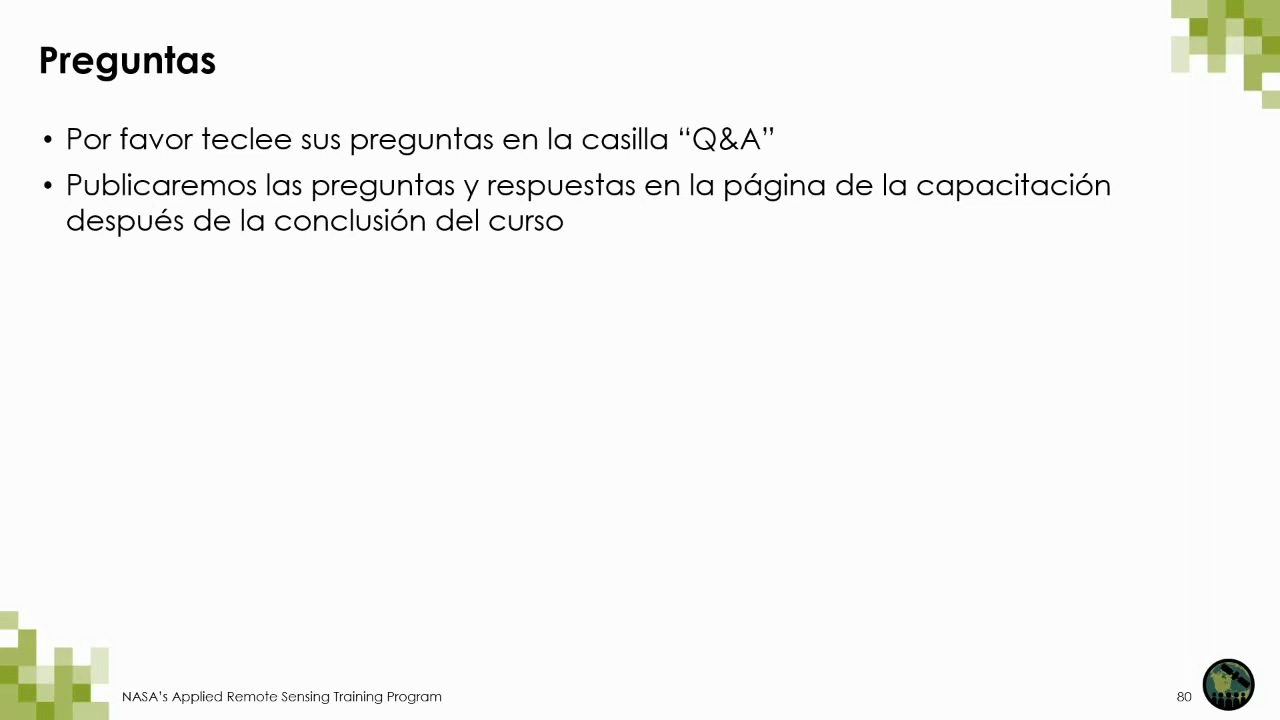 Preguntas
• Por favor teclee sus preguntas en la casilla “Q&A”
• Publicaremos las preguntas y respuestas en la página de la capacitación
después de la conclusión del curso
NASA’s Applied Remote Sensing Training Program
80